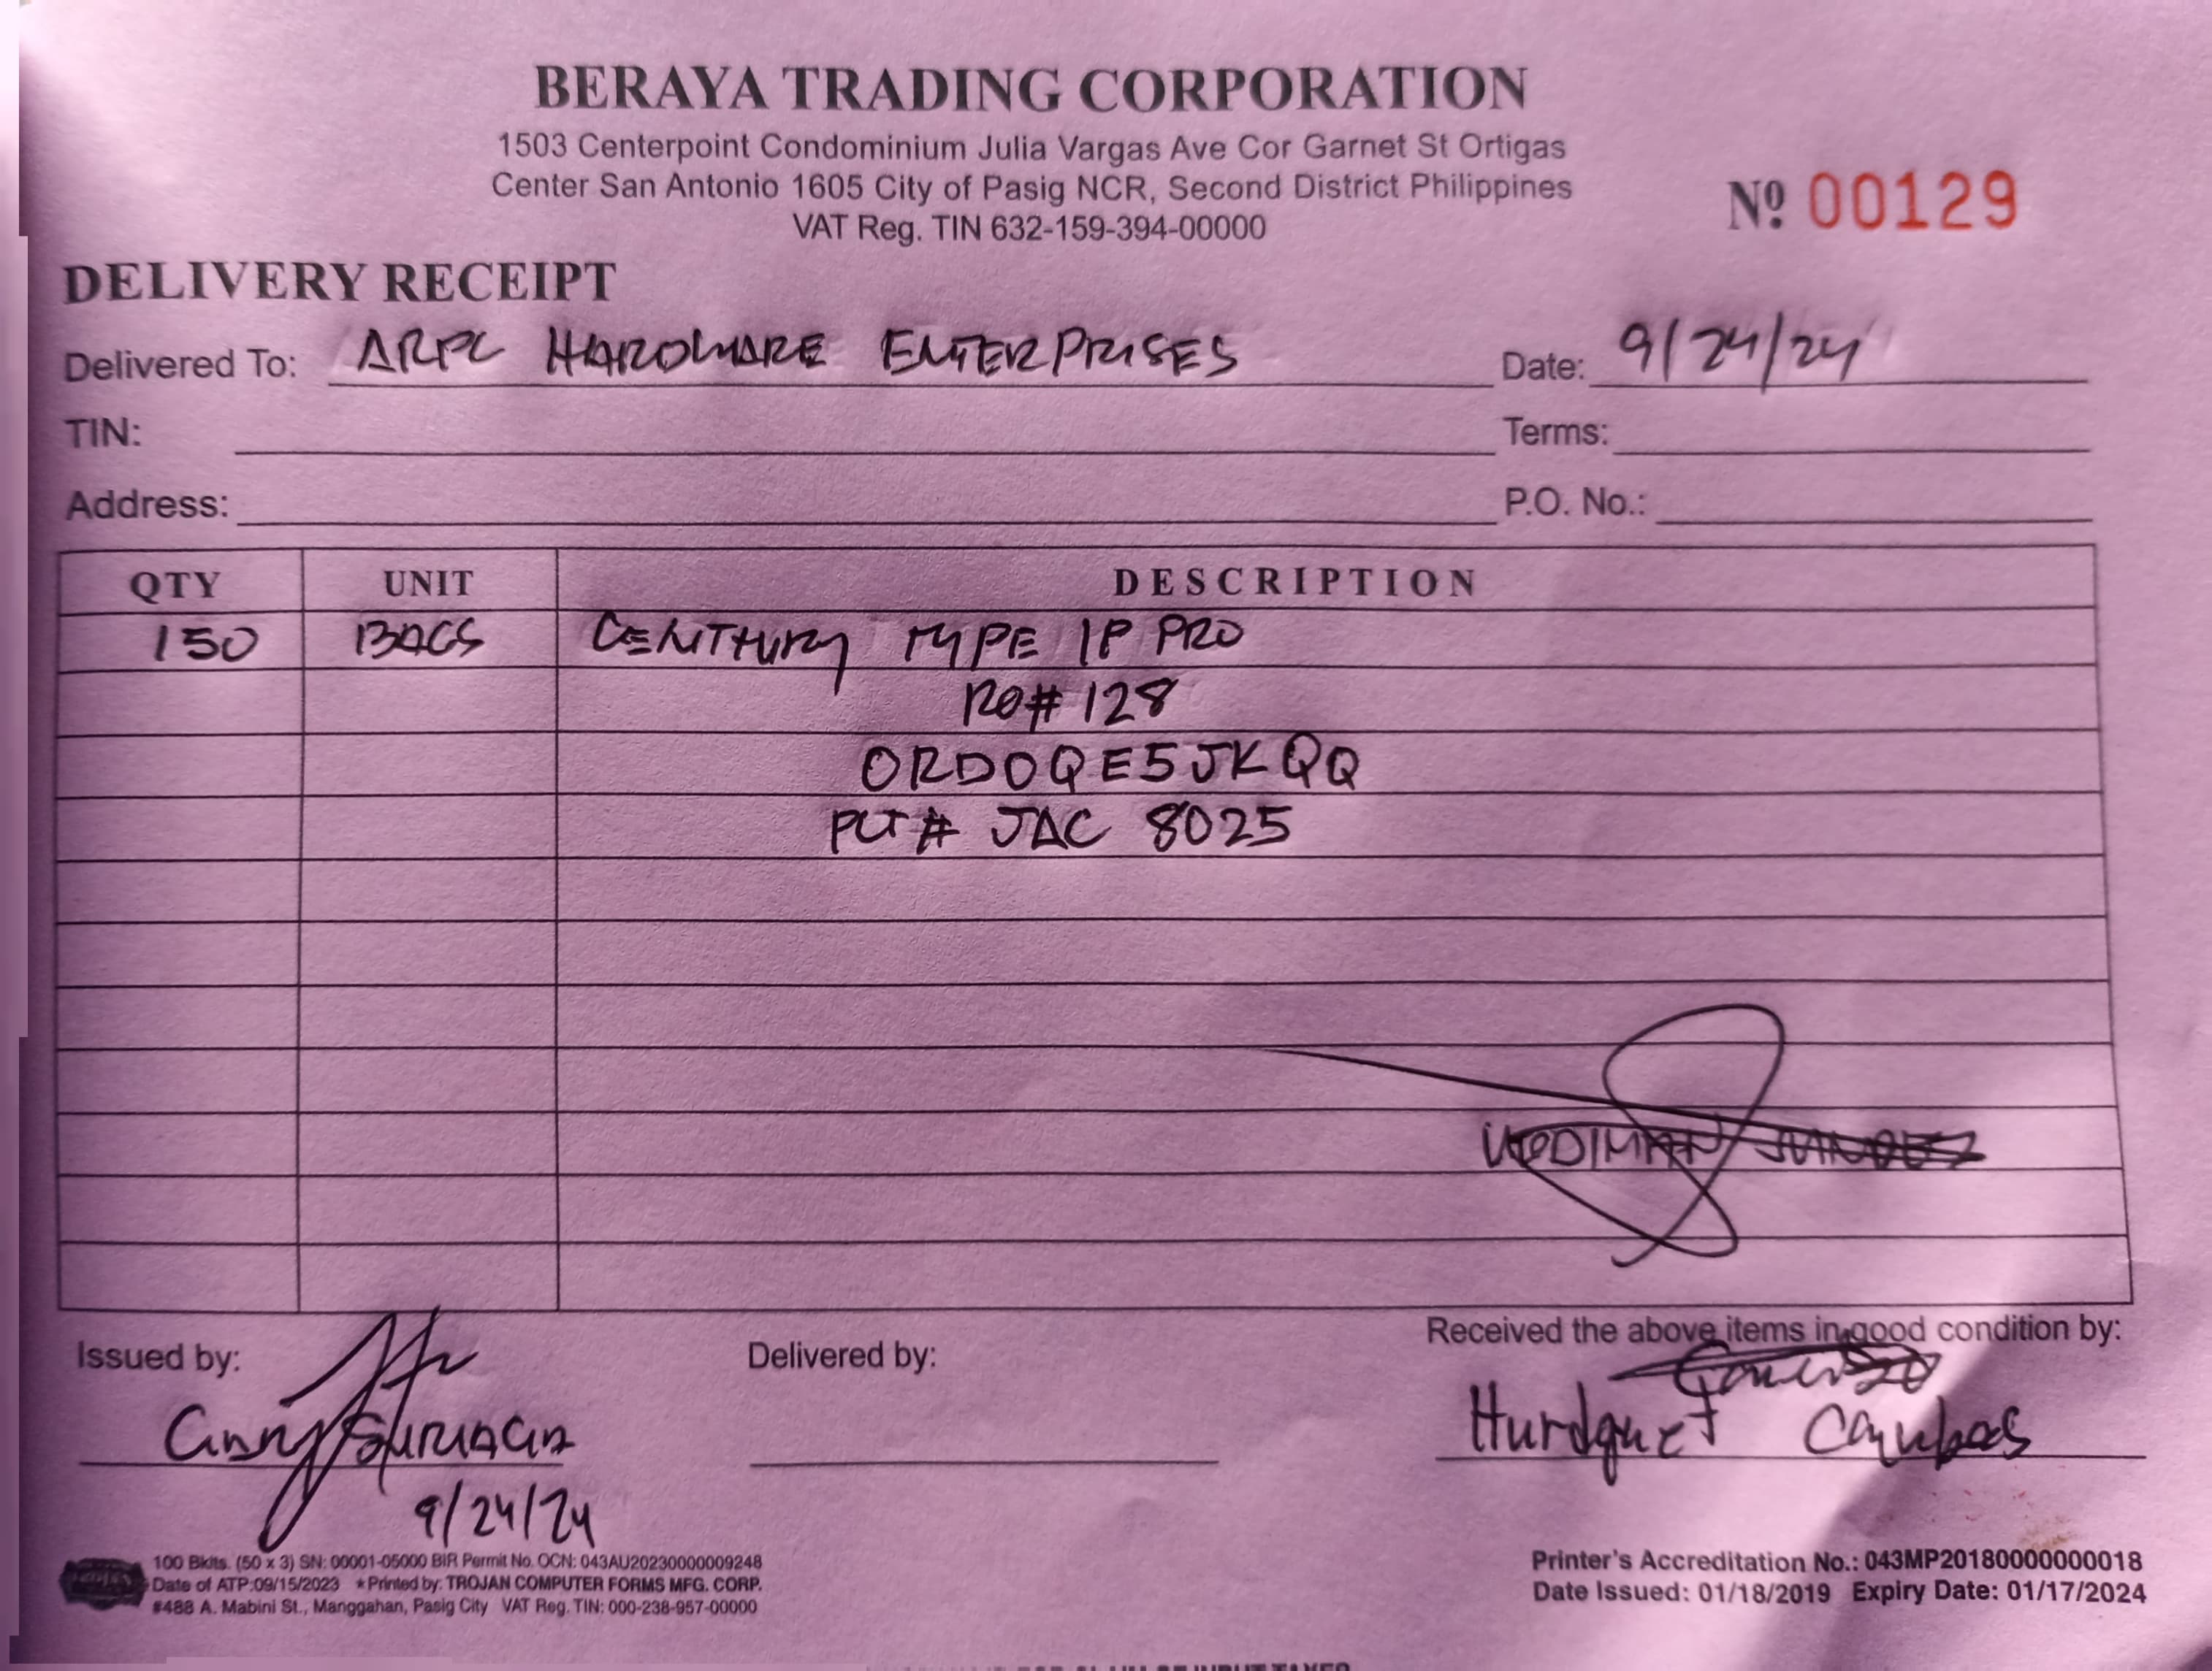 BERAYA TRADING CORPORATION
1503 Centerpoint Condominium Julia Vargas Ave Cor Garnet St Ortigas
Center San Antonio 1605 City of Pasig NCR, Second District Philippines
VAT Reg. TIN 632-159-394-00000
Nº 00129
DELIVERY RECEIPT
Delivered To: ARPC HARDWARE ENTERPRISES Date: 9/24/24
TIN: Terms:
Address: P.O. No.:
QTY UNIT DESCRIPTION
150 BAGS CENTHURY TYPE 1P PRO
RO# 128
ORDOQE5JKQQ
PLT# JAC 8025
Received the above items in good condition by:
Issued by: Delivered by:
9/24/24
100 Bklts. (50 x 3) SN: 00001-05000 BIR Permit No. OCN: 043AU20230000009248
Date of ATP:09/15/2023 *Printed by: TROJAN COMPUTER FORMS MFG. CORP.
#488 A. Mabini St., Manggahan, Pasig City VAT Reg. TIN: 000-238-957-00000
Printer's Accreditation No.: 043MP20180000000018
Date Issued: 01/18/2019 Expiry Date: 01/17/2024